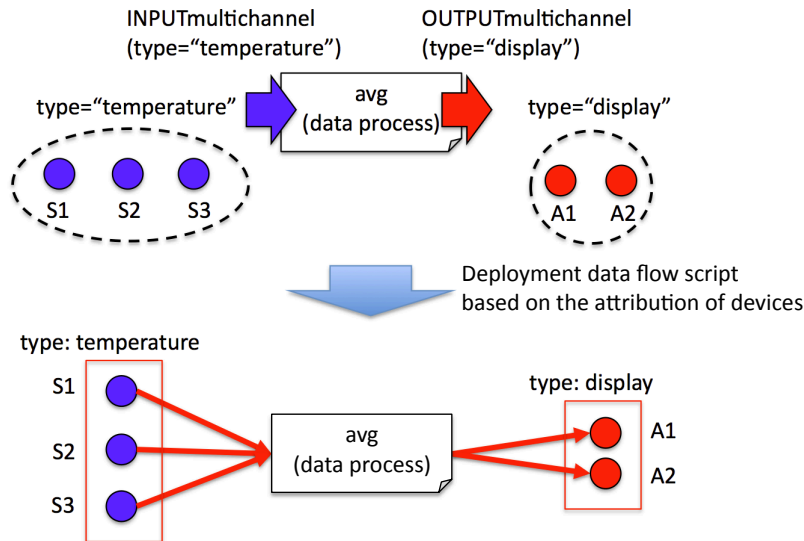 INPUTmultichannel
(type=“temperature”)
OUTPUTmultichannel
(type=“display”)
type=“temperature”
avg
(data process)
type=“display”
S1
S2
S3
A1
A2
Deployment data flow script
based on the attribution of devices
type: temperature
S1
S2
S3
avg
(data process)
type: display
A1
A2